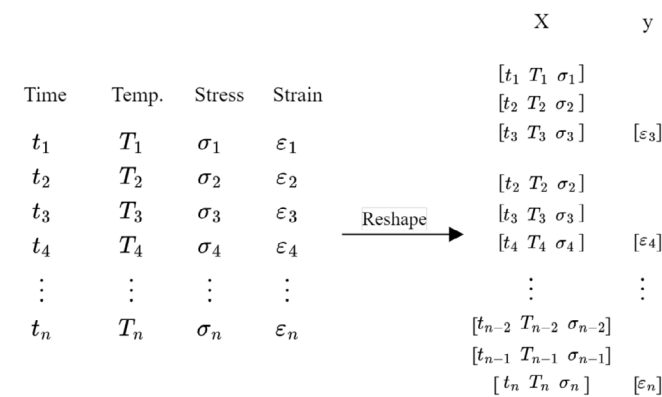 X y
[t₁ T₁ σ₁]
[t₂ T₂ σ₂]
[t₃ T₃ σ₃] [ε₃]
Time Temp. Stress Strain
t₁ T₁ σ₁ ε₁
t₂ T₂ σ₂ ε₂
t₃ T₃ σ₃ ε₃
t₄ T₄ σ₄ ε₄
⋮ ⋮ ⋮ ⋮
tₙ Tₙ σₙ εₙ
Reshape
[t₂ T₂ σ₂]
[t₃ T₃ σ₃]
[t₄ T₄ σ₄] [ε₄]
⋮ ⋮
[tₙ₋₂ Tₙ₋₂ σₙ₋₂]
[tₙ₋₁ Tₙ₋₁ σₙ₋₁]
[tₙ Tₙ σₙ] [εₙ]